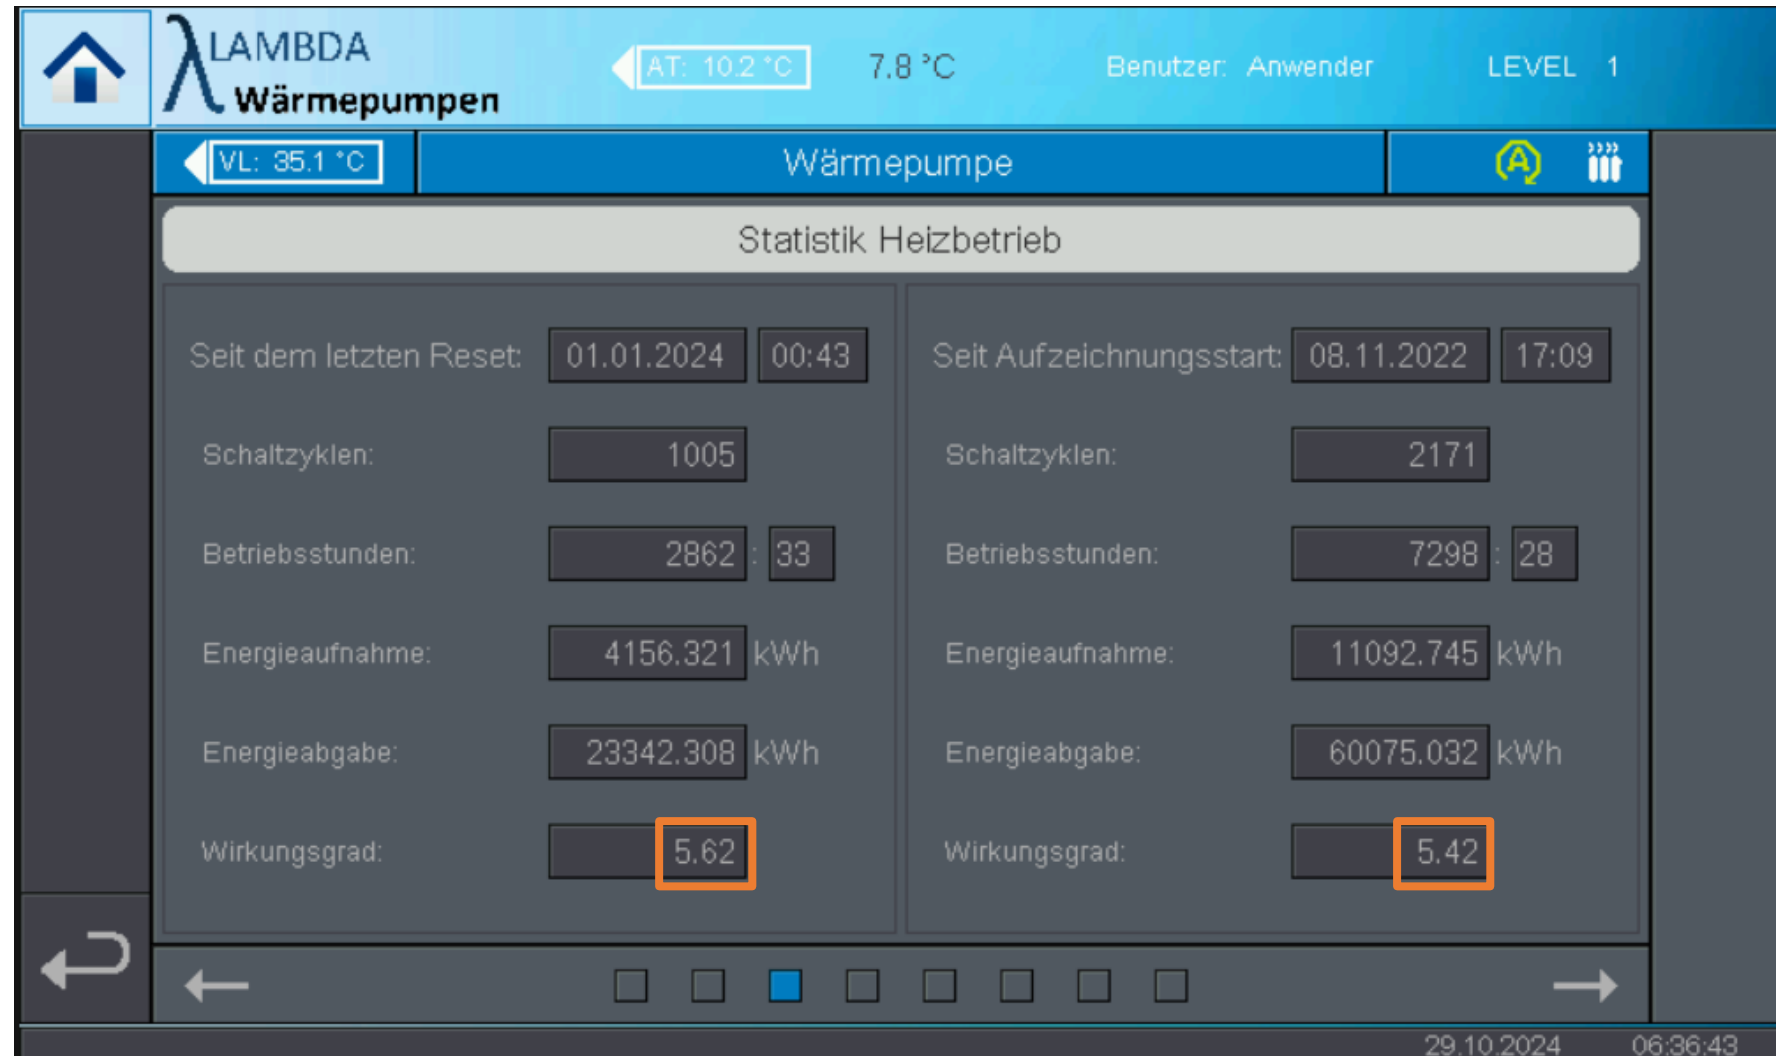 LAMBDA
Wärmepumpen
AT: 10.2 °C
7.8 °C
Benutzer: Anwender
LEVEL 1
VL: 35.1 °C
Wärmepumpe
A
Statistik Heizbetrieb
Seit dem letzten Reset: 01.01.2024 00:43
Schaltzyklen: 1005
Betriebsstunden: 2862 : 33
Energieaufnahme: 4156.321 kWh
Energieabgabe: 23342.308 kWh
Wirkungsgrad: 5.62
Seit Aufzeichnungsstart: 08.11.2022 17:09
Schaltzyklen: 2171
Betriebsstunden: 7298 : 28
Energieaufnahme: 11092.745 kWh
Energieabgabe: 60075.032 kWh
Wirkungsgrad: 5.42
29.10.2024 06:36:43